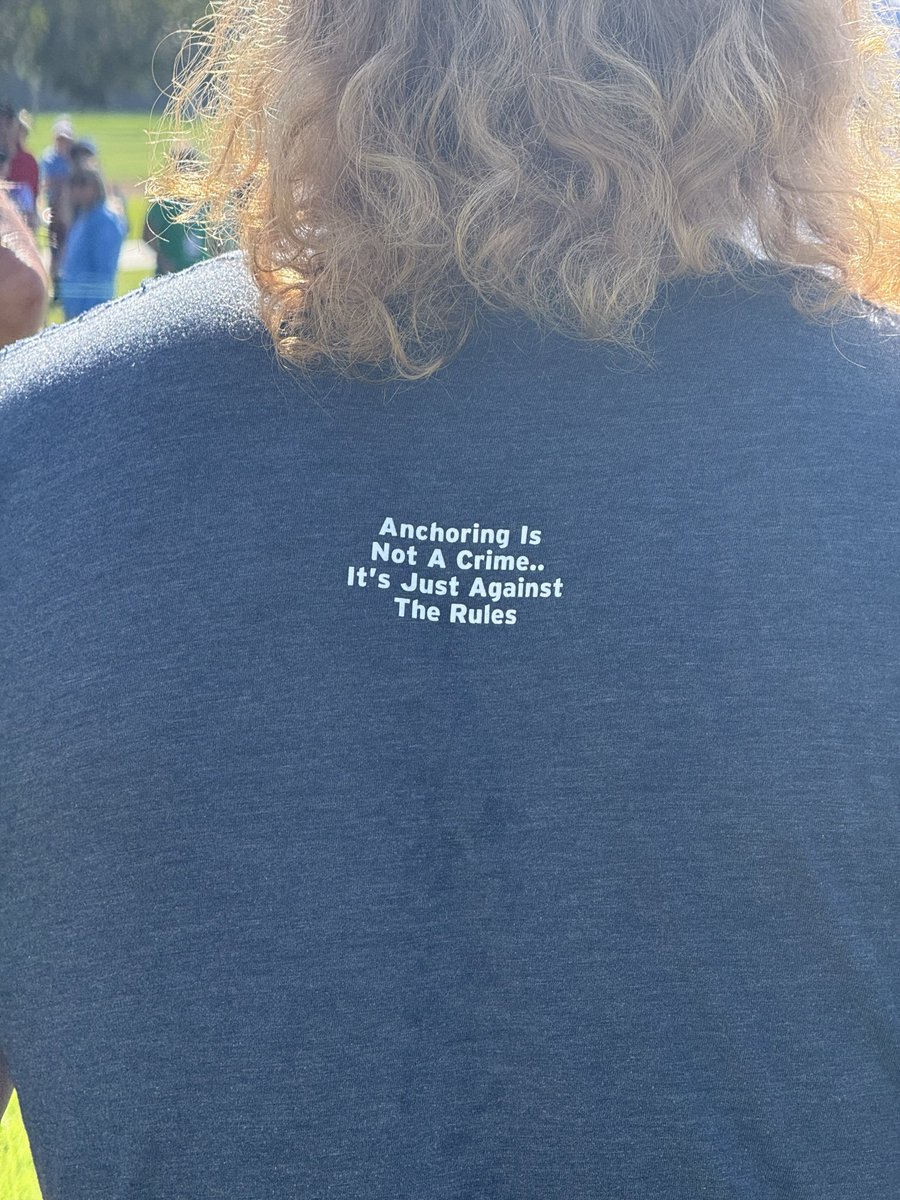 Anchoring Is
Not A Crime..
It's Just Against
The Rules